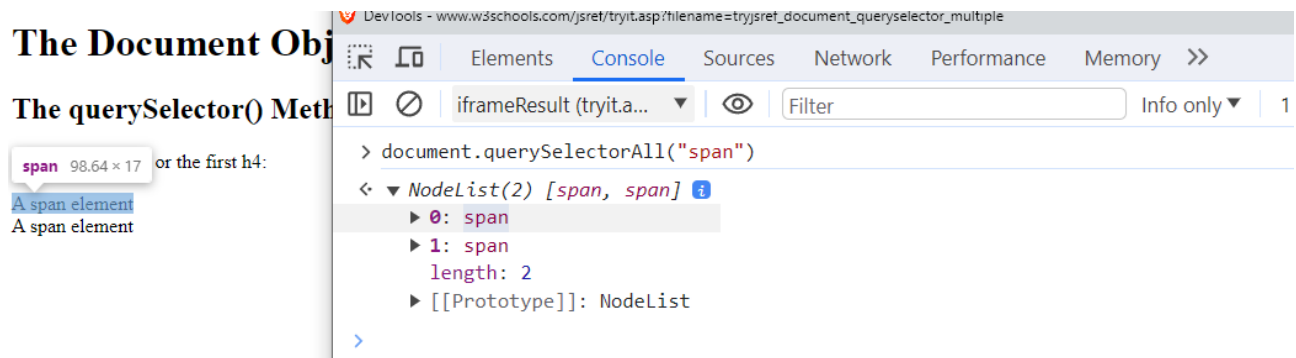 DevTools - www.w3schools.com/jsref/tryit.asp?filename=tryjsref_document_queryselector_multiple
The Document Obj
Elements Console Sources Network Performance Memory
The querySelector() Meth
iframeResult (tryit.a... Filter Info only 1
span 98.64 × 17 or the first h4:
A span element
A span element
> document.querySelectorAll("span")
NodeList(2) [span, span] i
0: span
1: span
length: 2
[[Prototype]]: NodeList
>